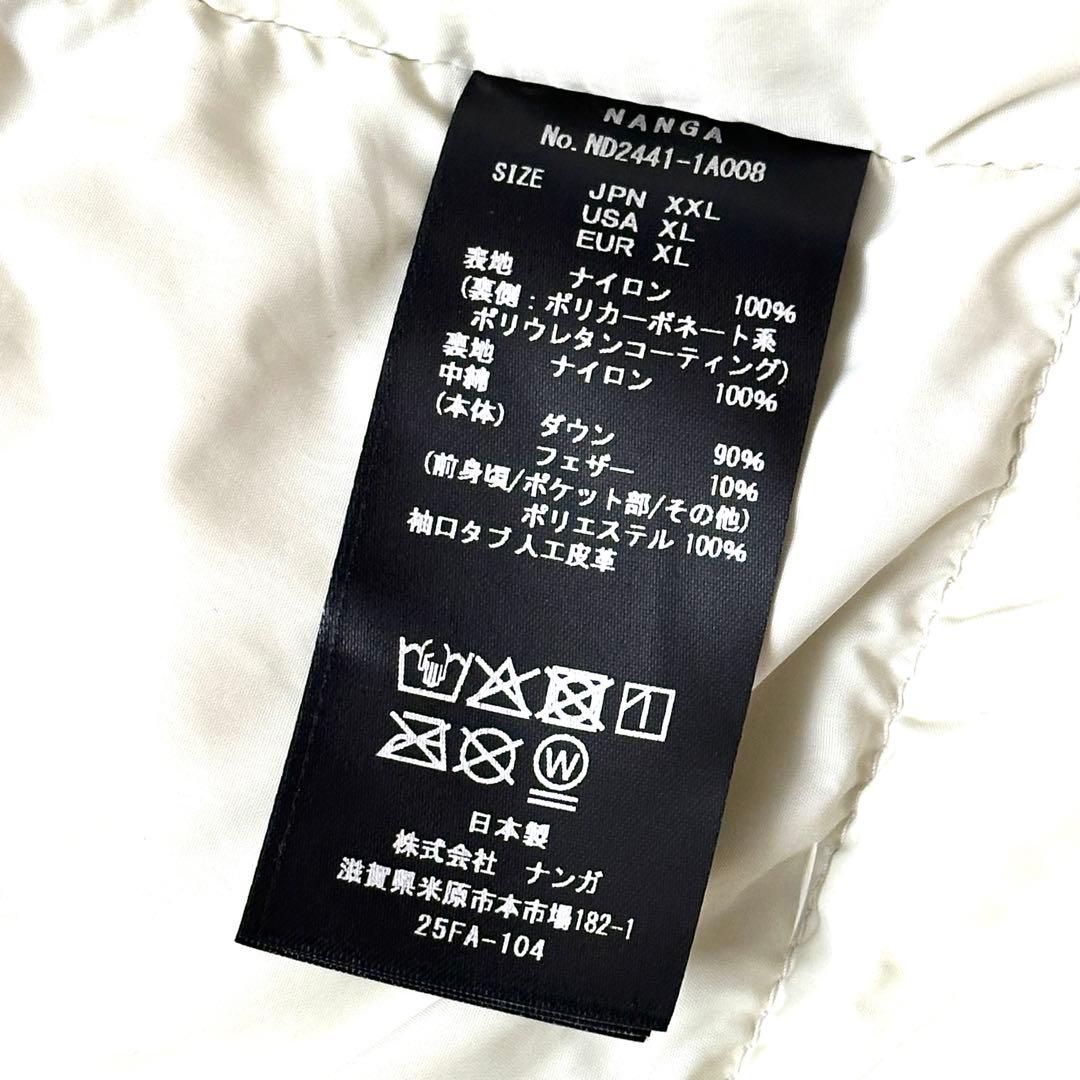 NANGA
No. ND2441-1A008
SIZE JPN XXL
USA XL
EUR XL
表地 ナイロン 100%
(裏側:ポリカーボネート系
ポリウレタンコーティング)
裏地 ナイロン 100%
中綿
(本体) ダウン 90%
フェザー 10%
(前身頃/ポケット部/その他)
ポリエステル 100%
袖口タブ 人工皮革
W
日本製
株式会社 ナンガ
滋賀県米原市本市場182-1
25FA-104